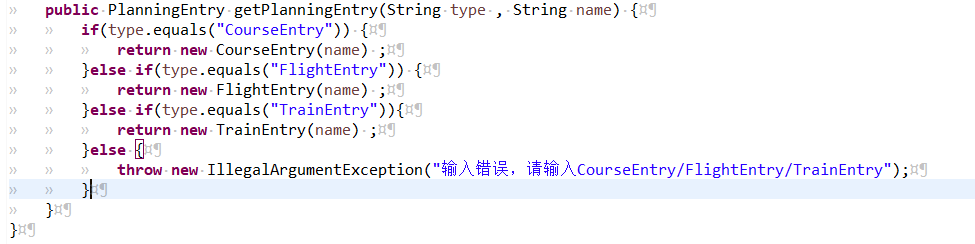 public PlanningEntry getPlanningEntry(String type , String name) {
if(type.equals("CourseEntry")) {
return new CourseEntry(name) ;
}else if(type.equals("FlightEntry")) {
return new FlightEntry(name) ;
}else if(type.equals("TrainEntry")){
return new TrainEntry(name) ;
}else {
throw new IllegalArgumentException("输入错误，请输入CourseEntry/FlightEntry/TrainEntry");
}
}
}